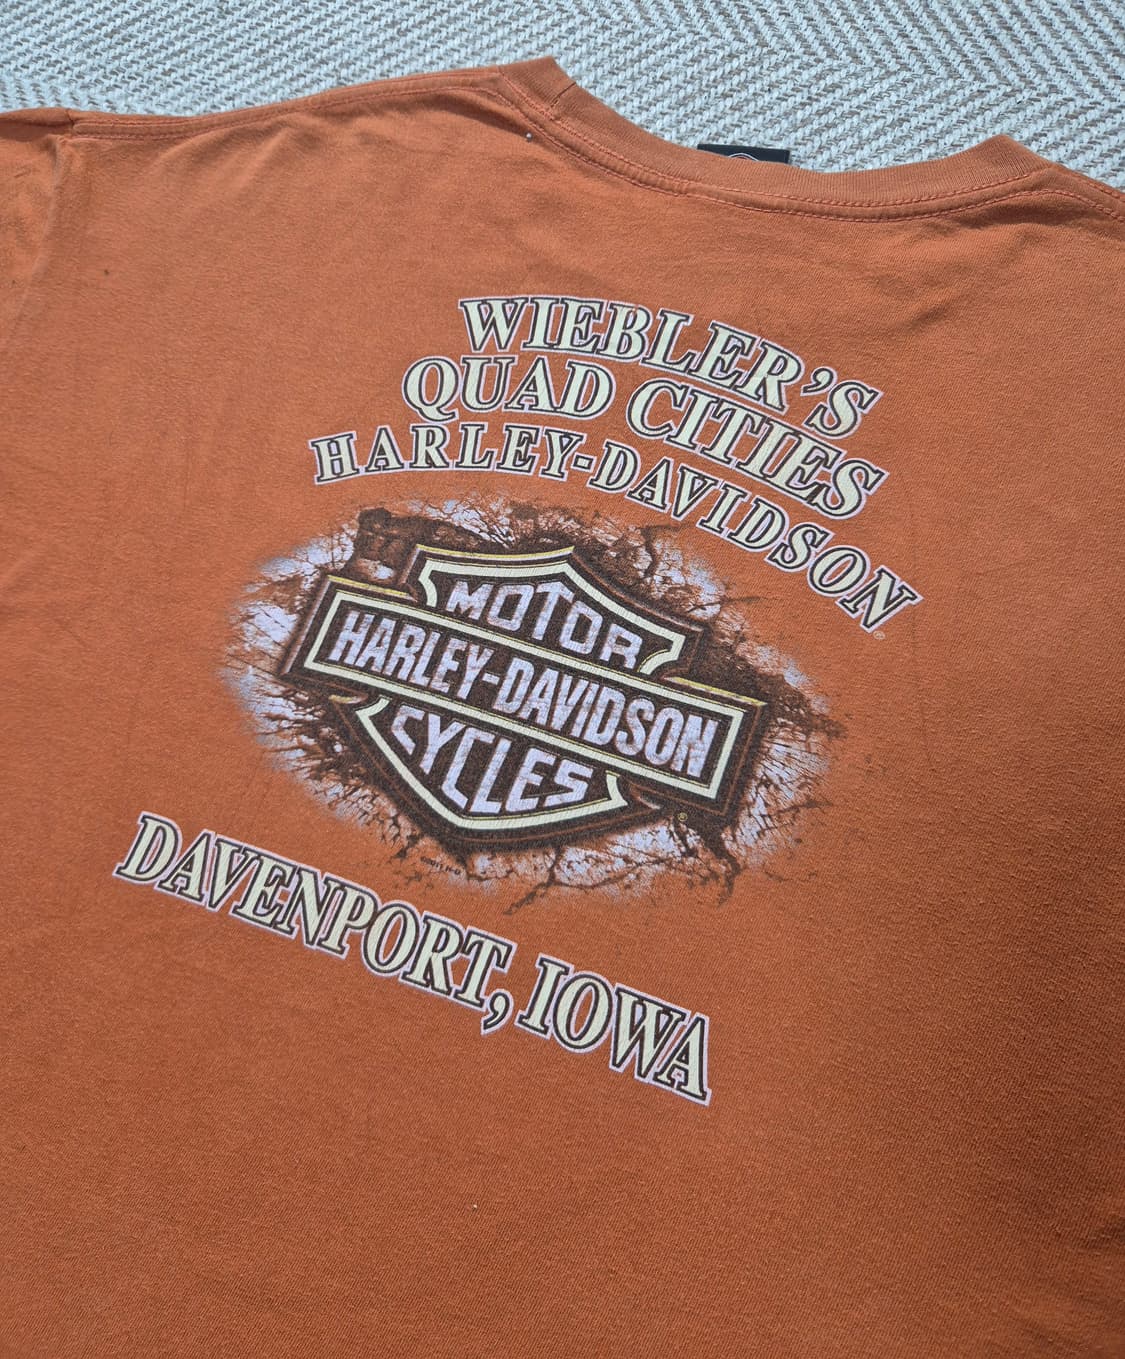 WIEBLER'S
QUAD CITIES
HARLEY-DAVIDSON®
MOTOR
HARLEY-DAVIDSON
CYCLES
®
DAVENPORT, IOWA